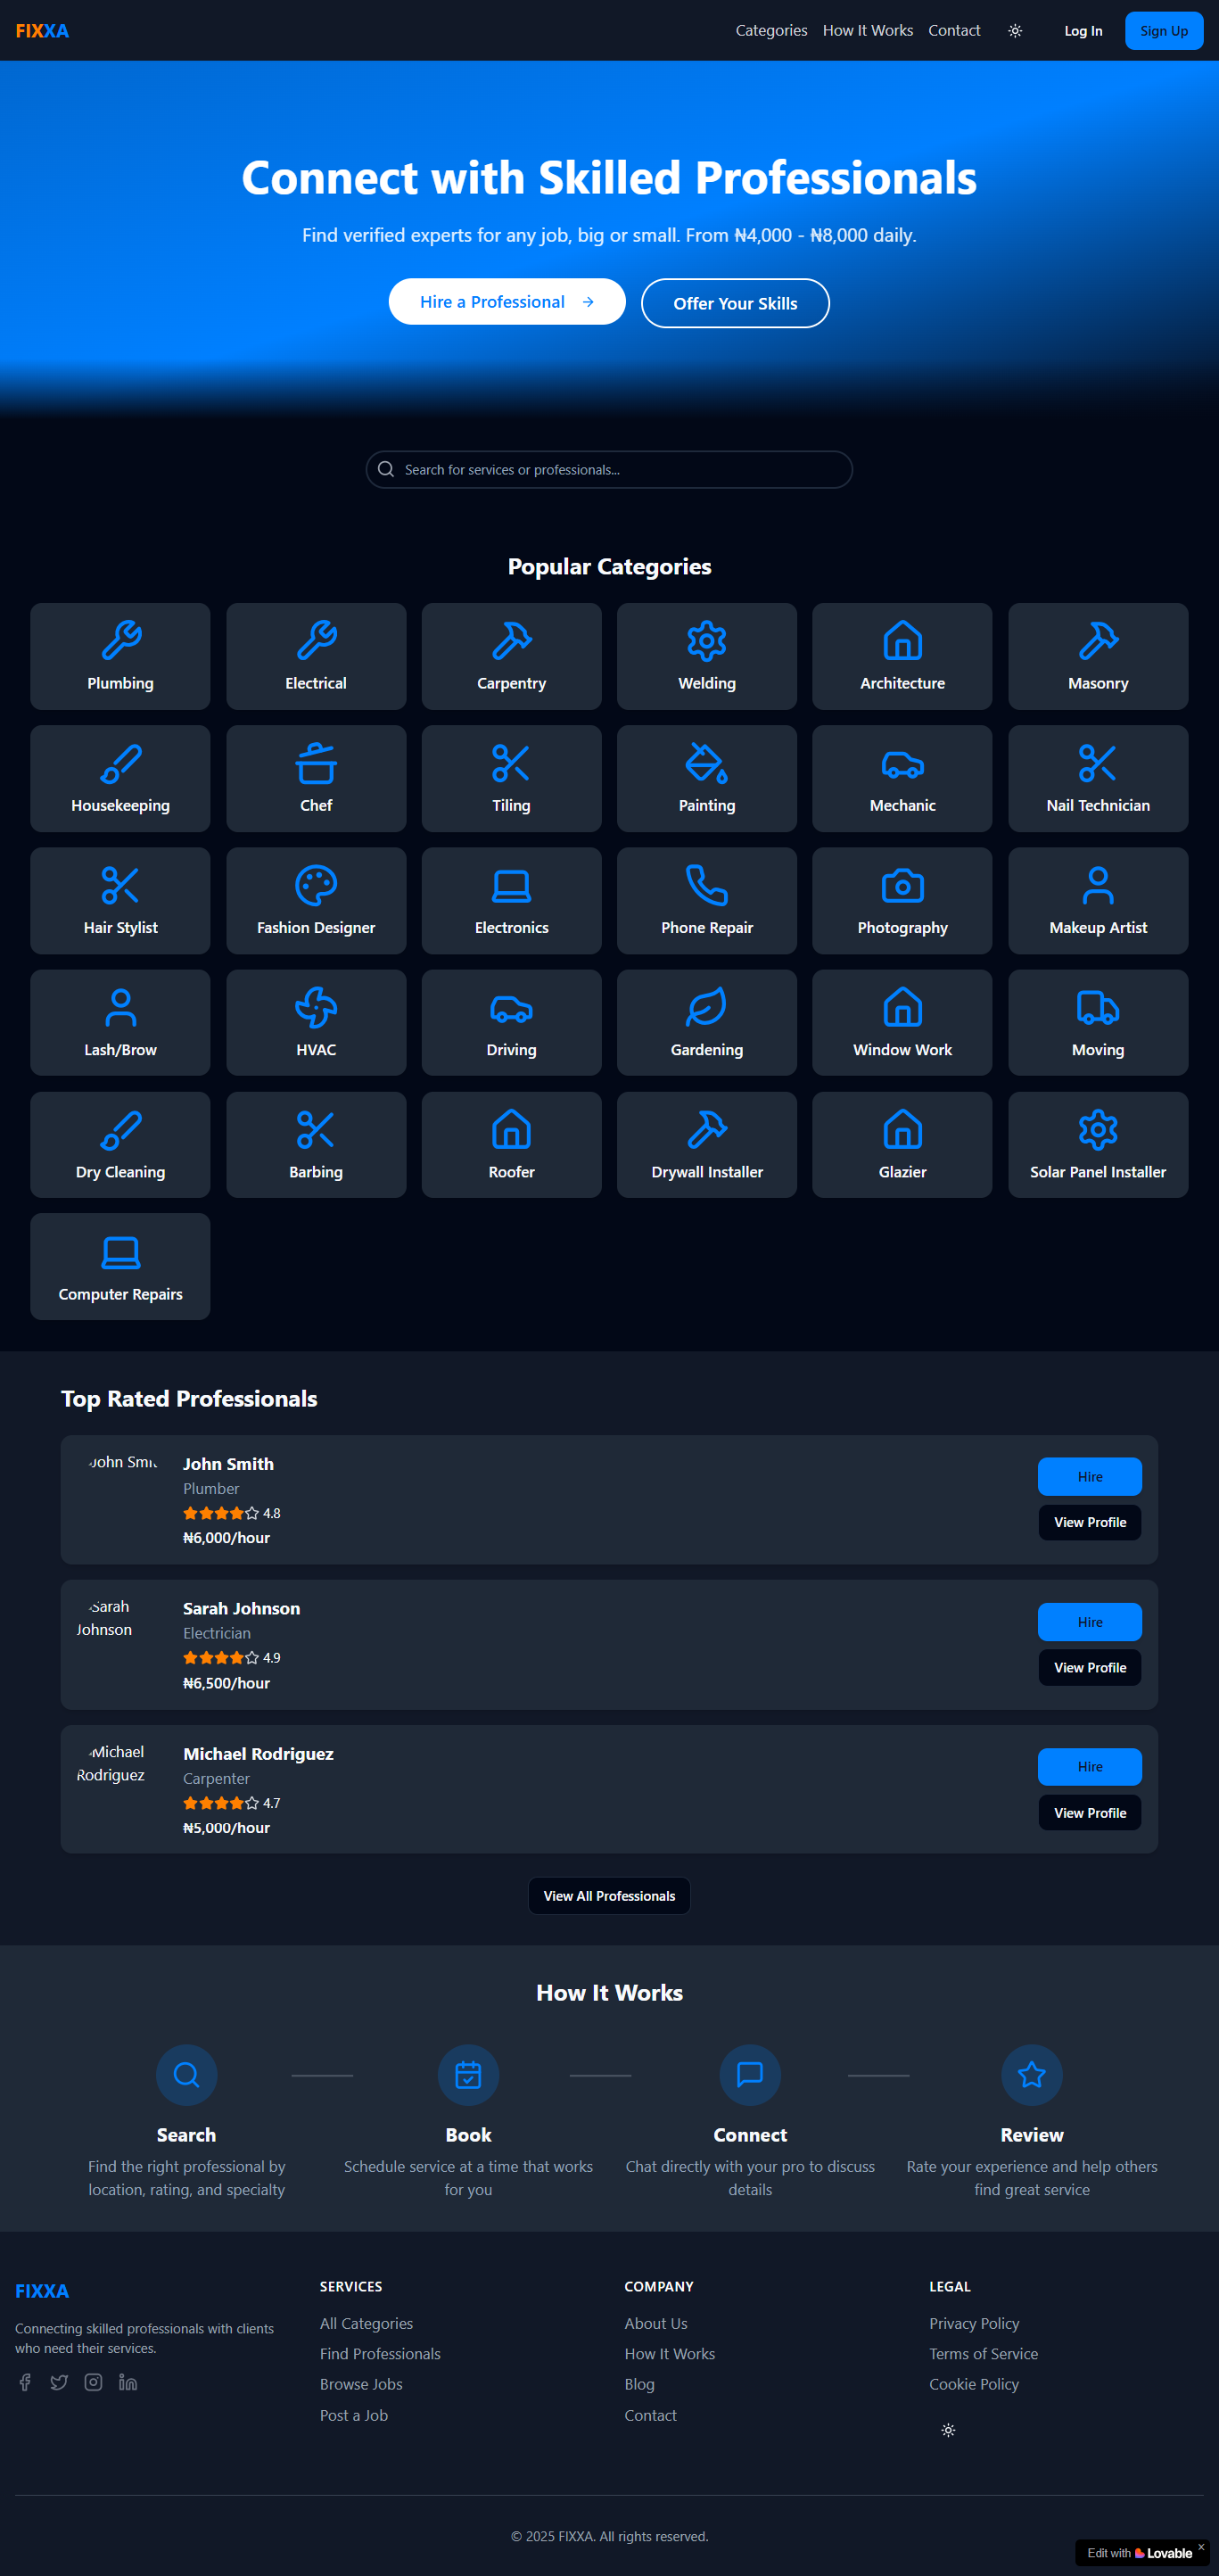 FIXXA
Categories How It Works Contact Log In Sign Up
Connect with Skilled Professionals
Find verified experts for any job, big or small. From ₦4,000 - ₦8,000 daily.
Hire a Professional → Offer Your Skills
Search for services or professionals...
Popular Categories
Plumbing Electrical Carpentry Welding Architecture Masonry
Housekeeping Chef Tiling Painting Mechanic Nail Technician
Hair Stylist Fashion Designer Electronics Phone Repair Photography Makeup Artist
Lash/Brow HVAC Driving Gardening Window Work Moving
Dry Cleaning Barbing Roofer Drywall Installer Glazier Solar Panel Installer
Computer Repairs
Top Rated Professionals
John Smith
John Smith
Plumber
4.8
₦6,000/hour
Hire
View Profile
Sarah
Johnson
Sarah Johnson
Electrician
4.9
₦6,500/hour
Hire
View Profile
Michael
Rodriguez
Michael Rodriguez
Carpenter
4.7
₦5,000/hour
Hire
View Profile
View All Professionals
How It Works
Search
Find the right professional by
location, rating, and specialty
Book
Schedule service at a time that works
for you
Connect
Chat directly with your pro to discuss
details
Review
Rate your experience and help others
find great service
FIXXA
Connecting skilled professionals with clients
who need their services.
SERVICES
All Categories
Find Professionals
Browse Jobs
Post a Job
COMPANY
About Us
How It Works
Blog
Contact
LEGAL
Privacy Policy
Terms of Service
Cookie Policy
© 2025 FIXXA. All rights reserved.
Edit with Lovable ×